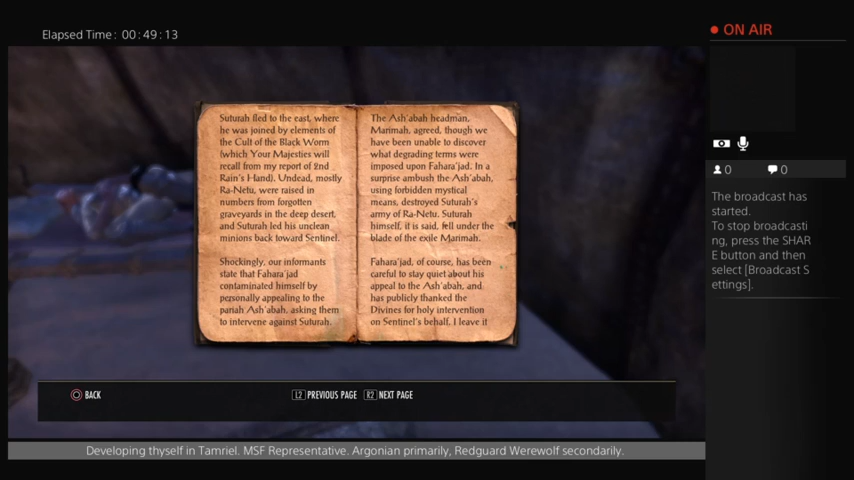 Elapsed Time : 00:49:13
ON AIR
Suturah fled to the east, where
he was joined by elements of
the Cult of the Black Worm
(which Your Majesties will
recall from my report of 2nd
Rain's Hand). Undead, mostly
Ra-Netu, were raised in
numbers from forgotten
graveyards in the deep desert,
and Suturah led his unclean
minions back toward Sentinel.
Shockingly, our informants
state that Fahara'jad
contaminated himself by
personally appealing to the
pariah Ash'abah, asking them
to intervene against Suturah.
The Ash'abah headman,
Marimah, agreed, though we
have been unable to discover
what degrading terms were
imposed upon Fahara'jad. In a
surprise ambush the Ash'abah,
using forbidden mystical
means, destroyed Suturah's
army of Ra-Netu. Suturah
himself, it is said, fell under the
blade of the exile Marimah.
Fahara'jad, of course, has been
careful to stay quiet about his
appeal to the Ash'abah, and
has publicly thanked the
Divines for holy intervention
on Sentinel's behalf. I leave it
BACK
L2 PREVIOUS PAGE R2 NEXT PAGE
Developing thyself in Tamriel. MSF Representative. Argonian primarily, Redguard Werewolf secondarily.
0 0
The broadcast has
started.
To stop broadcasti
ng, press the SHAR
E button and then
select [Broadcast S
ettings].